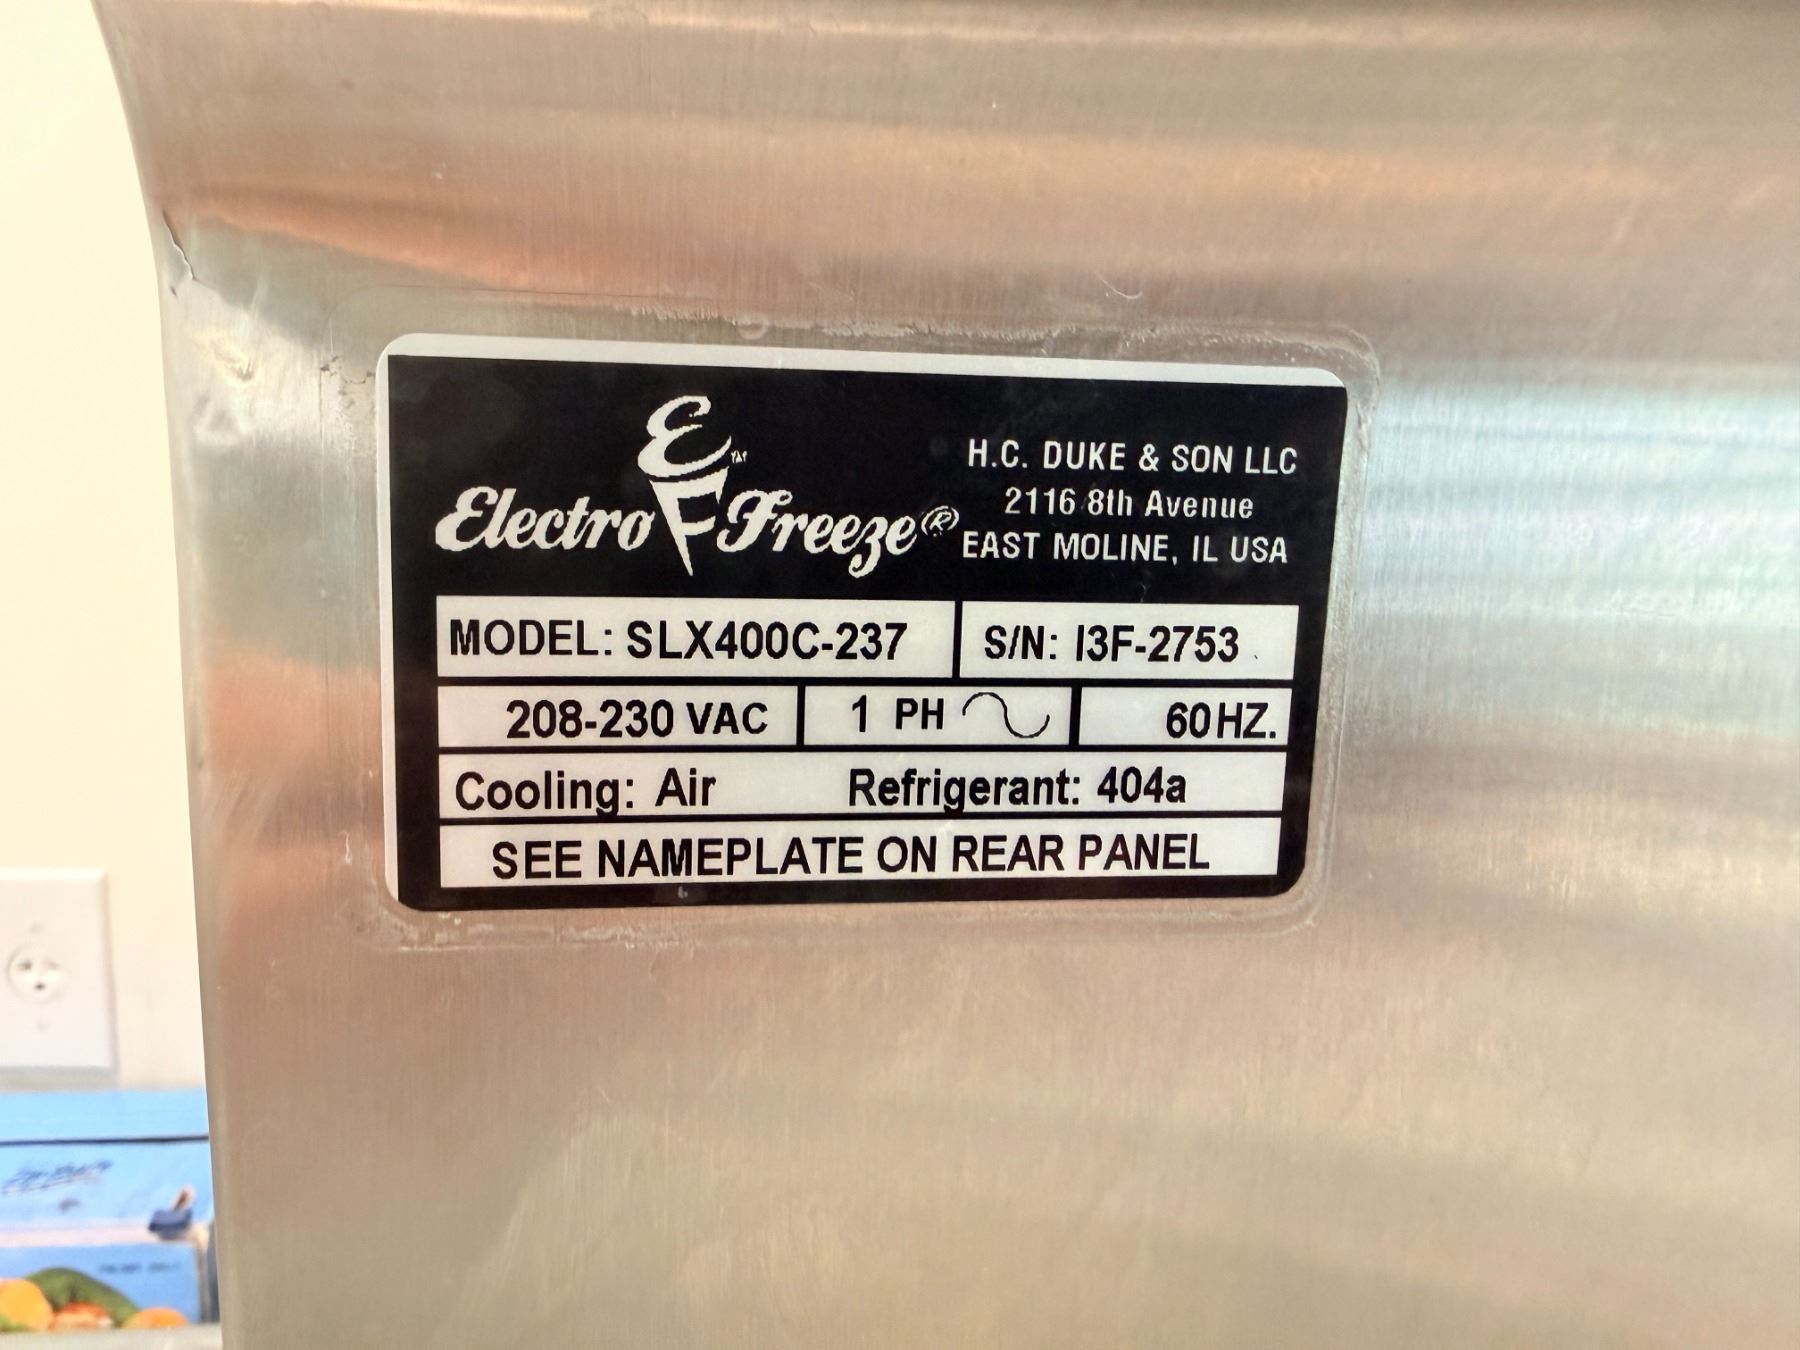 E
F
™
Electro Freeze®
H.C. DUKE & SON LLC
2116 8th Avenue
EAST MOLINE, IL USA
MODEL: SLX400C-237
S/N: I3F-2753
208-230 VAC
1 PH
60HZ.
Cooling: Air
Refrigerant: 404a
SEE NAMEPLATE ON REAR PANEL